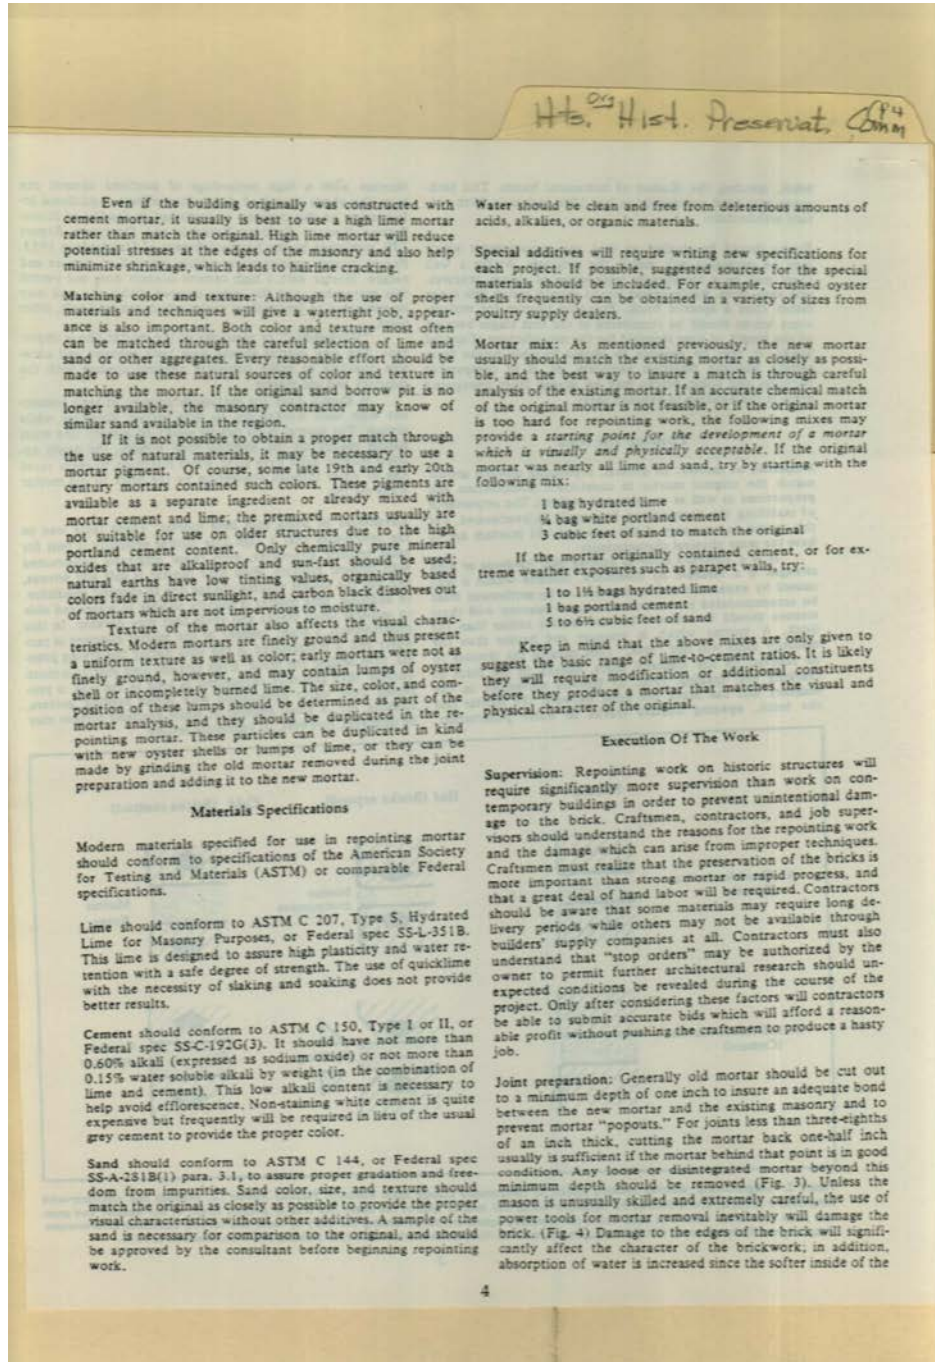 Hts. Org Hist. Preservat. Comm
P4
Even if the building originally was constructed with
cement mortar, it usually is best to use a high lime mortar
rather than match the original. High lime mortar will reduce
potential stresses at the edges of the masonry and also help
minimize shrinkage, which leads to hairline cracking.
Matching color and texture: Although the use of proper
materials and techniques will give a watertight job, appear-
ance is also important. Both color and texture most often
can be matched through the careful selection of lime and
sand or other aggregates. Every reasonable effort should be
made to use these natural sources of color and texture in
matching the mortar. If the original sand borrow pit is no
longer available, the masonry contractor may know of
similar sand available in the region.
If it is not possible to obtain a proper match through
the use of natural materials, it may be necessary to use a
mortar pigment. Of course, some late 19th and early 20th
century mortars contained such colors. These pigments are
available as a separate ingredient or already mixed with
mortar cement and lime; the premixed mortars usually are
not suitable for use on older structures due to the high
portland cement content. Only chemically pure mineral
oxides that are alkaliproof and sun-fast should be used;
natural earths have low tinting values, organically based
colors fade in direct sunlight, and carbon black dissolves out
of mortars which are not impervious to moisture.
Texture of the mortar also affects the visual charac-
teristics. Modern mortars are finely ground and thus present
a uniform texture as well as color; early mortars were not as
finely ground, however, and may contain lumps of oyster
shell or incompletely burned lime. The size, color, and com-
position of these lumps should be determined as part of the
mortar analysis, and they should be duplicated in the re-
pointing mortar. These particles can be duplicated in kind
with new oyster shells or lumps of lime, or they can be
made by grinding the old mortar removed during the joint
preparation and adding it to the new mortar.
Materials Specifications
Modern materials specified for use in repointing mortar
should conform to specifications of the American Society
for Testing and Materials (ASTM) or comparable Federal
specifications.
Lime should conform to ASTM C 207, Type S, Hydrated
Lime for Masonry Purposes, or Federal spec SS-L-351B.
This lime is designed to assure high plasticity and water re-
tention with a safe degree of strength. The use of quicklime
with the necessity of slaking and soaking does not provide
better results.
Cement should conform to ASTM C 150, Type I or II, or
Federal spec SS-C-192G(3). It should have not more than
0.60% alkali (expressed as sodium oxide) or not more than
0.15% water soluble alkali by weight (in the combination of
lime and cement). This low alkali content is necessary to
help avoid efflorescence. Non-staining white cement is quite
expensive but frequently will be required in lieu of the usual
grey cement to provide the proper color.
Sand should conform to ASTM C 144, or Federal spec
SS-A-281B(1) para. 3.1, to assure proper gradation and free-
dom from impurities. Sand color, size, and texture should
match the original as closely as possible to provide the proper
visual characteristics without other additives. A sample of the
sand is necessary for comparison to the original, and should
be approved by the consultant before beginning repointing
work.
Water should be clean and free from deleterious amounts of
acids, alkalies, or organic materials.
Special additives will require writing new specifications for
each project. If possible, suggested sources for the special
materials should be included. For example, crushed oyster
shells frequently can be obtained in a variety of sizes from
poultry supply dealers.
Mortar mix: As mentioned previously, the new mortar
usually should match the existing mortar as closely as possi-
ble, and the best way to insure a match is through careful
analysis of the existing mortar. If an accurate chemical match
of the original mortar is not feasible, or if the original mortar
is too hard for repointing work, the following mixes may
provide a starting point for the development of a mortar
which is visually and physically acceptable. If the original
mortar was nearly all lime and sand, try by starting with the
following mix:
1 bag hydrated lime
¼ bag white portland cement
3 cubic feet of sand to match the original
If the mortar originally contained cement, or for ex-
treme weather exposures such as parapet walls, try:
1 to 1½ bags hydrated lime
1 bag portland cement
5 to 6½ cubic feet of sand
Keep in mind that the above mixes are only given to
suggest the basic range of lime-to-cement ratios. It is likely
they will require modification or additional constituents
before they produce a mortar that matches the visual and
physical character of the original.
Execution Of The Work
Supervision: Repointing work on historic structures will
require significantly more supervision than work on con-
temporary buildings in order to prevent unintentional dam-
age to the brick. Craftsmen, contractors, and job super-
visors should understand the reasons for the repointing work
and the damage which can arise from improper techniques.
Craftsmen must realize that the preservation of the bricks is
more important than strong mortar or rapid progress, and
that a great deal of hand labor will be required. Contractors
should be aware that some materials may require long de-
livery periods while others may not be available through
builders' supply companies at all. Contractors must also
understand that "stop orders" may be authorized by the
owner to permit further architectural research should un-
expected conditions be revealed during the course of the
project. Only after considering these factors will contractors
be able to submit accurate bids which will afford a reason-
able profit without pushing the craftsmen to produce a hasty
job.
Joint preparation: Generally old mortar should be cut out
to a minimum depth of one inch to insure an adequate bond
between the new mortar and the existing masonry and to
prevent mortar "popouts." For joints less than three-eighths
of an inch thick, cutting the mortar back one-half inch
usually is sufficient if the mortar behind that point is in good
condition. Any loose or disintegrated mortar beyond this
minimum depth should be removed (Fig. 3). Unless the
mason is unusually skilled and extremely careful, the use of
power tools for mortar removal inevitably will damage the
brick. (Fig. 4) Damage to the edges of the brick will signifi-
cantly affect the character of the brickwork; in addition,
absorption of water is increased since the softer inside of the
4